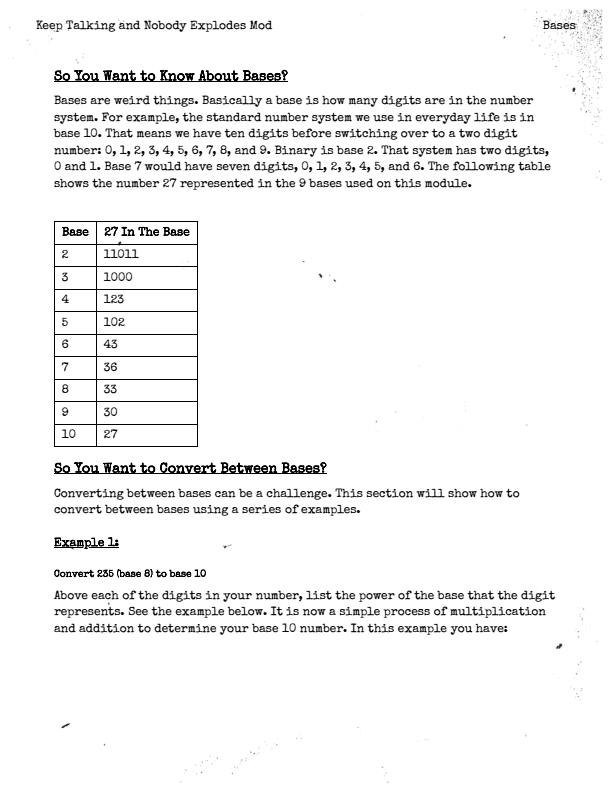 Keep Talking and Nobody Explodes Mod Bases
So You Want to Know About Bases?
Bases are weird things. Basically a base is how many digits are in the number
system. For example, the standard number system we use in everyday life is in
base 10. That means we have ten digits before switching over to a two digit
number: 0, 1, 2, 3, 4, 5, 6, 7, 8, and 9. Binary is base 2. That system has two digits,
0 and 1. Base 7 would have seven digits, 0, 1, 2, 3, 4, 5, and 6. The following table
shows the number 27 represented in the 9 bases used on this module.
Base 27 In The Base
2 11011
3 1000
4 123
5 102
6 43
7 36
8 33
9 30
10 27
So You Want to Convert Between Bases?
Converting between bases can be a challenge. This section will show how to
convert between bases using a series of examples.
Example 1:
Convert 235 (base 8) to base 10
Above each of the digits in your number, list the power of the base that the digit
represents. See the example below. It is now a simple process of multiplication
and addition to determine your base 10 number. In this example you have: